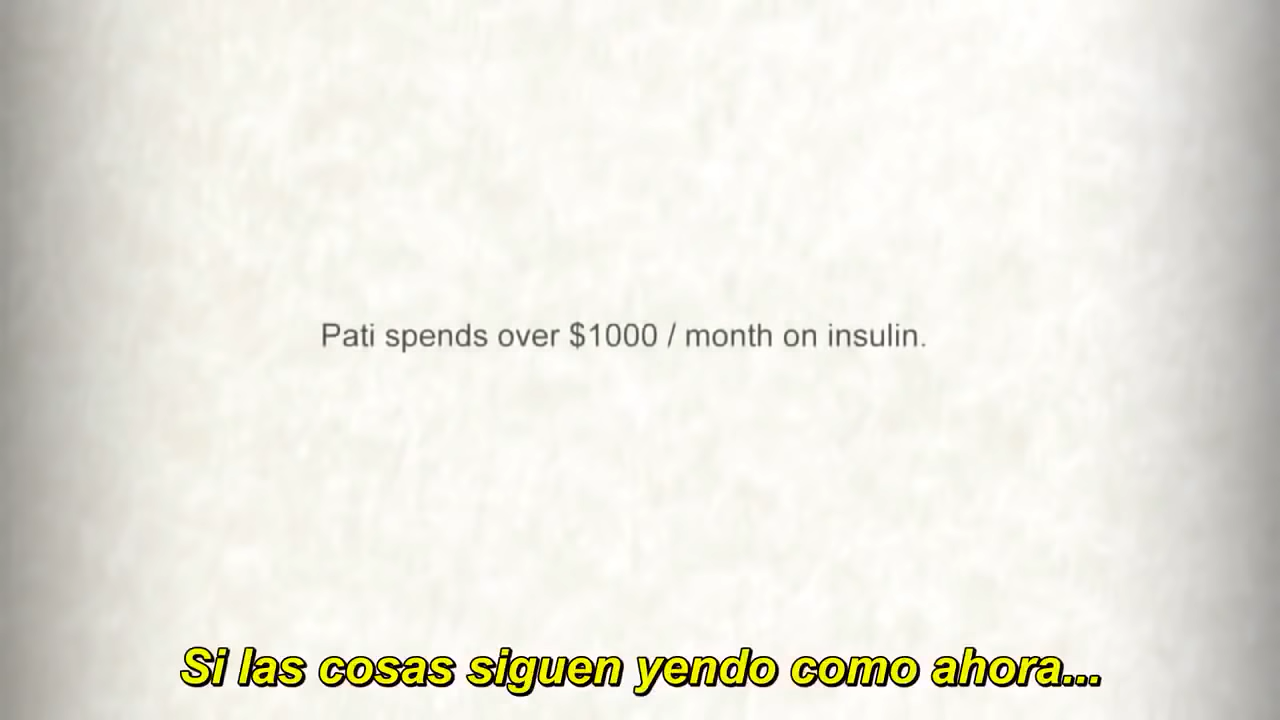 Pati spends over $1000 / month on insulin.
Si las cosas siguen yendo como ahora...